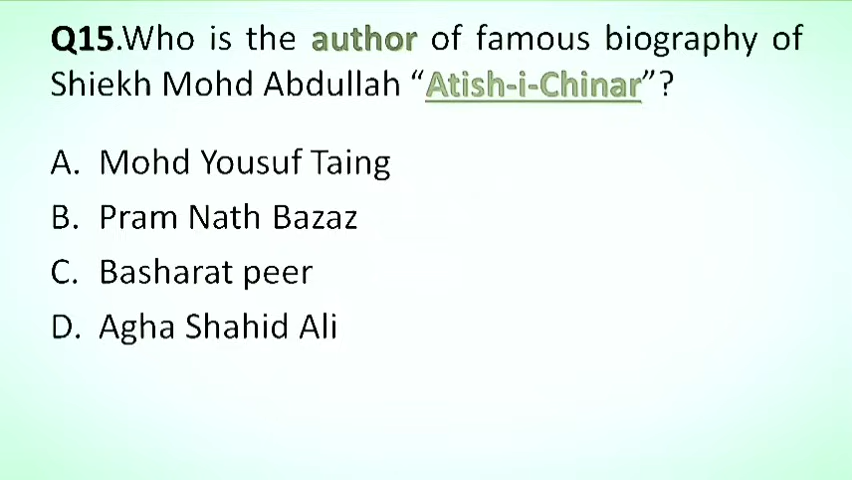 Q15.Who is the author of famous biography of
Shiekh Mohd Abdullah “Atish-i-Chinar”?
A. Mohd Yousuf Taing
B. Pram Nath Bazaz
C. Basharat peer
D. Agha Shahid Ali